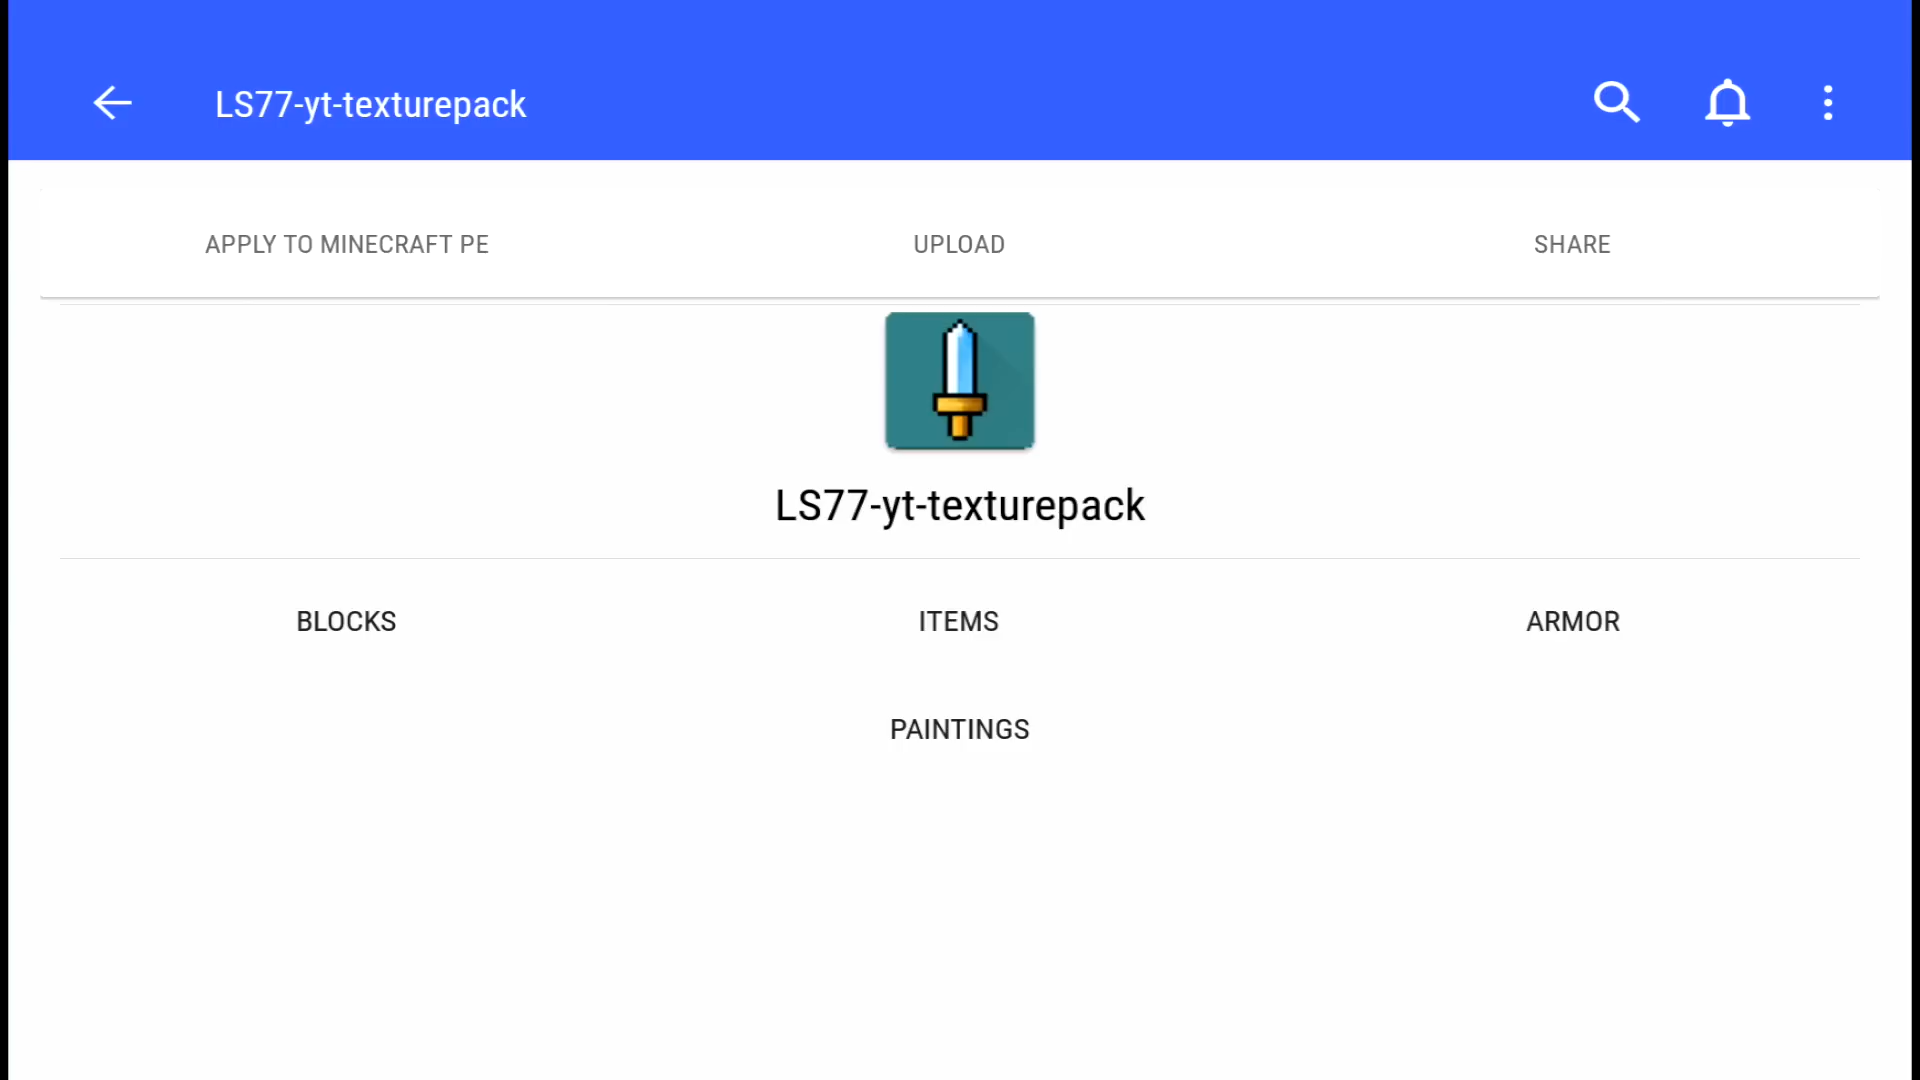 LS77-yt-texturepack
APPLY TO MINECRAFT PE UPLOAD SHARE
LS77-yt-texturepack
BLOCKS ITEMS ARMOR
PAINTINGS